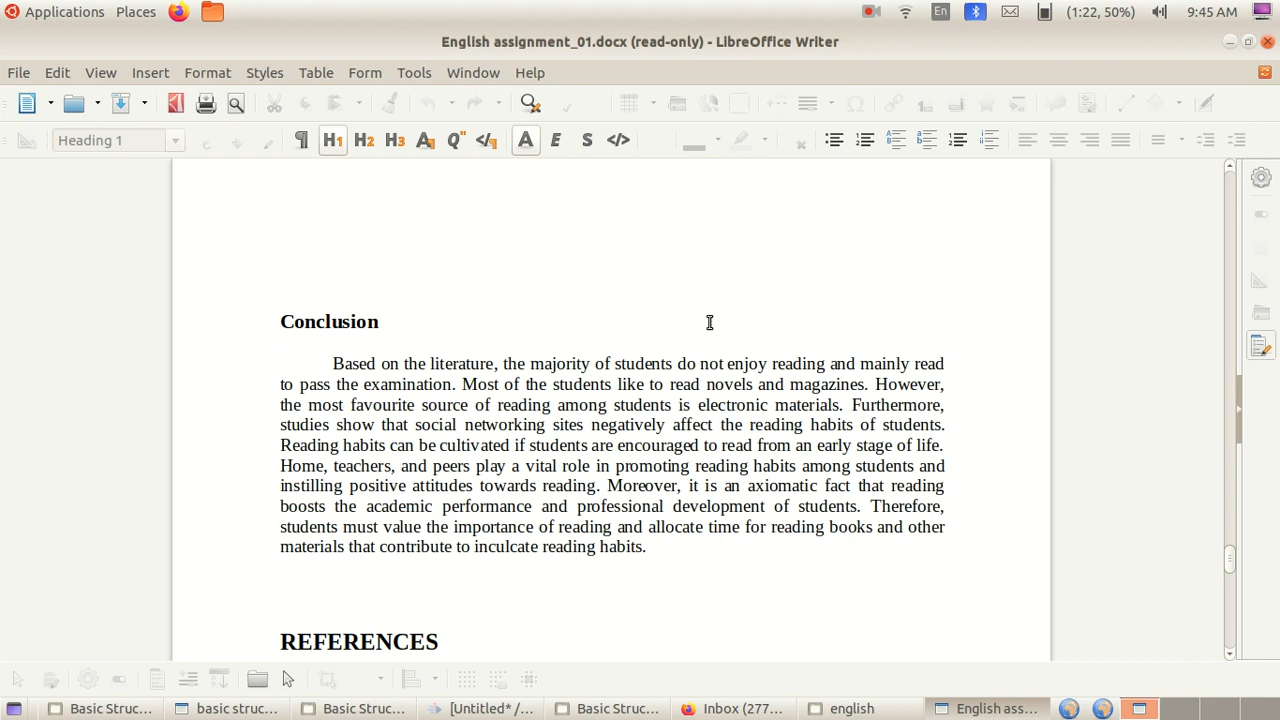 Applications Places En (1:22, 50%) 9:45 AM
English assignment_01.docx (read-only) - LibreOffice Writer
File Edit View Insert Format Styles Table Form Tools Window Help
Heading 1 H1 H2 H3 A Q" A E S
Conclusion
Based on the literature, the majority of students do not enjoy reading and mainly read
to pass the examination. Most of the students like to read novels and magazines. However,
the most favourite source of reading among students is electronic materials. Furthermore,
studies show that social networking sites negatively affect the reading habits of students.
Reading habits can be cultivated if students are encouraged to read from an early stage of life.
Home, teachers, and peers play a vital role in promoting reading habits among students and
instilling positive attitudes towards reading. Moreover, it is an axiomatic fact that reading
boosts the academic performance and professional development of students. Therefore,
students must value the importance of reading and allocate time for reading books and other
materials that contribute to inculcate reading habits.
REFERENCES
Basic Struc... basic struc... Basic Struc... [Untitled*/... Basic Struc... Inbox (277... english English ass...